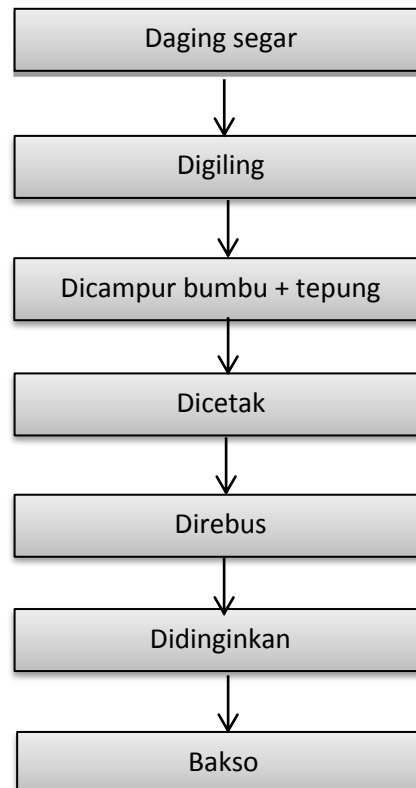 Daging segar
Digiling
Dicampur bumbu + tepung
Dicetak
Direbus
Didinginkan
Bakso